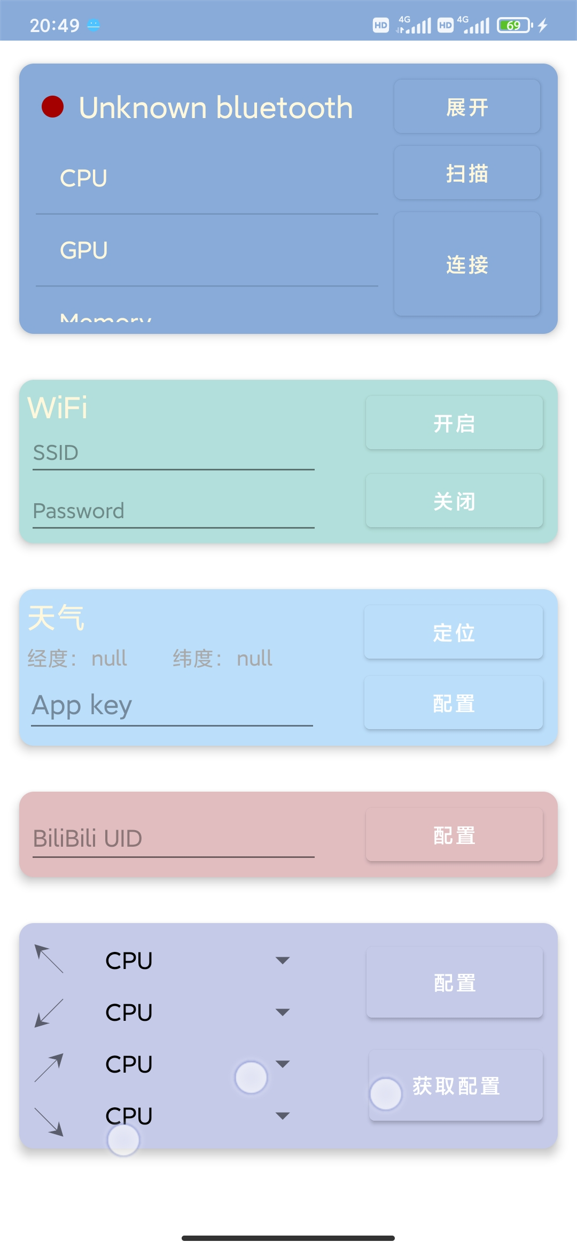 20:49 HD 4G HD 4G 69
Unknown bluetooth 展开
CPU 扫描
GPU 连接
Memory
WiFi 开启
SSID
Password 关闭
天气 定位
经度：null 纬度：null
App key 配置
BiliBili UID 配置
CPU 配置
CPU
CPU 获取配置
CPU